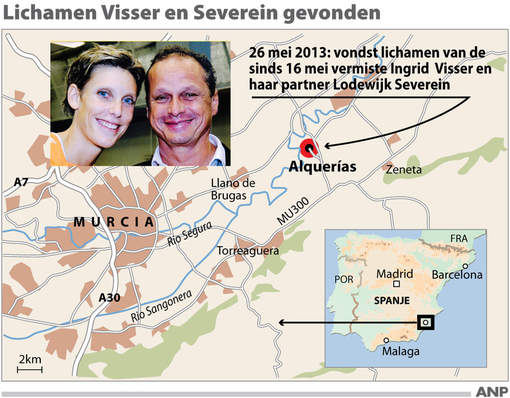 Lichamen Visser en Severein gevonden
26 mei 2013: vondst lichamen van de
sinds 16 mei vermiste Ingrid Visser en
haar partner Lodewijk Severein
Alquerías
Zeneta
A7
Llano de
Brugas
MU300
MURCIA
Rio Segura
Torreaguera
A30
Rio Sangonera
2km
FRA
Madrid
Barcelona
POR
SPANJE
Malaga
ANP